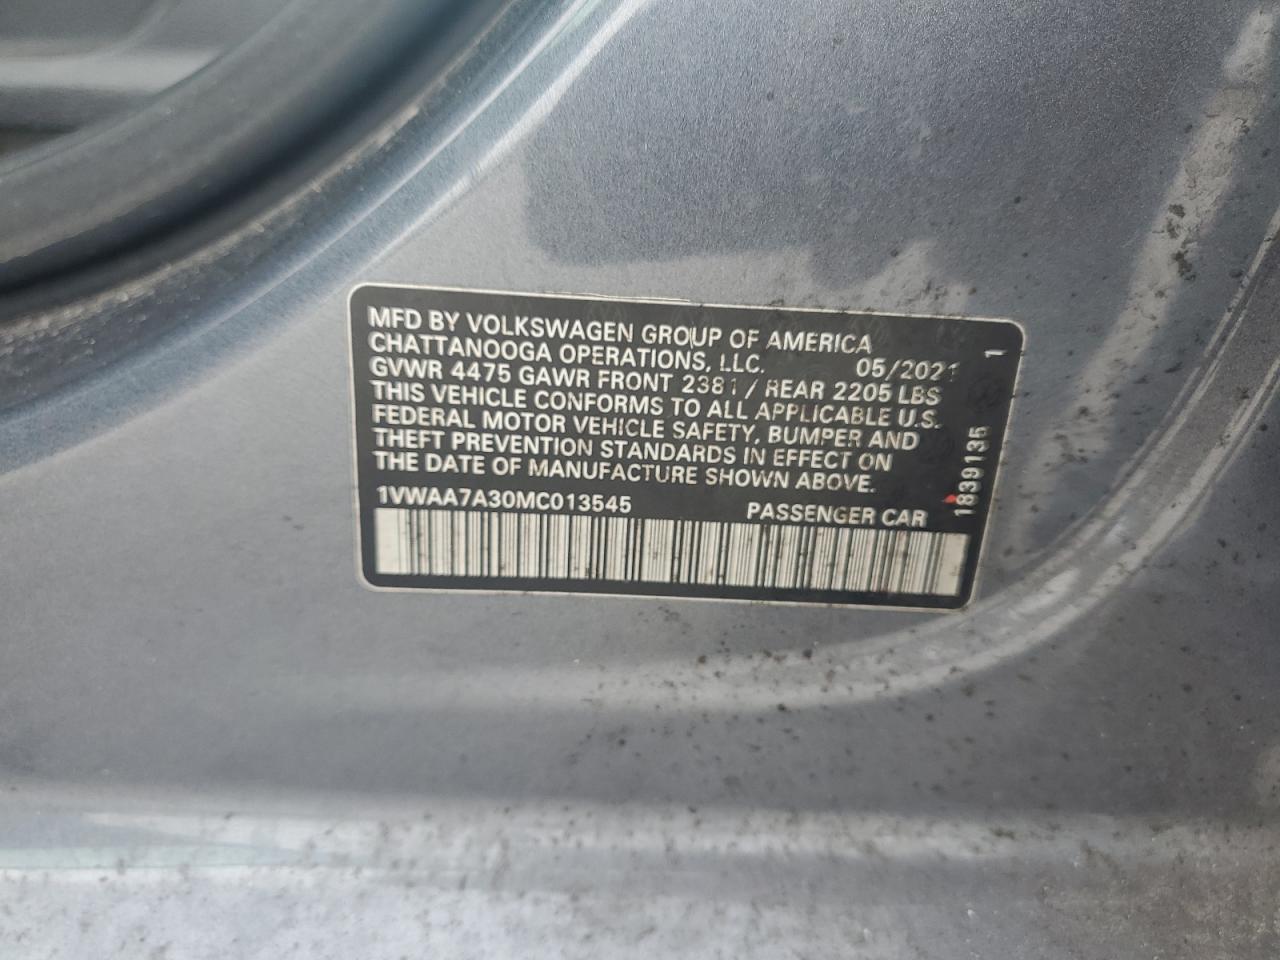 MFD BY VOLKSWAGEN GROUP OF AMERICA
CHATTANOOGA OPERATIONS, LLC. 05/2021 1
GVWR 4475 GAWR FRONT 2381 / REAR 2205 LBS
THIS VEHICLE CONFORMS TO ALL APPLICABLE U.S.
FEDERAL MOTOR VEHICLE SAFETY, BUMPER AND
THEFT PREVENTION STANDARDS IN EFFECT ON
THE DATE OF MANUFACTURE SHOWN ABOVE.
1VWAA7A30MC013545 PASSENGER CAR
1839135